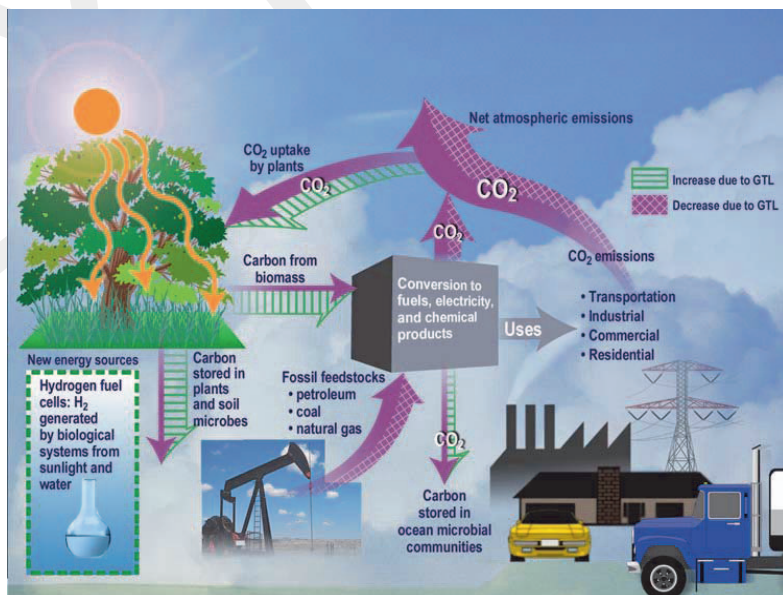 Net atmospheric emissions
CO2 uptake
by plants
CO2
CO2
Increase due to GTL
Decrease due to GTL
CO2
CO2 emissions
Carbon from
biomass
Conversion to
fuels, electricity,
and chemical
products
Uses
• Transportation
• Industrial
• Commercial
• Residential
New energy sources
Hydrogen fuel
cells: H2
generated
by biological
systems from
sunlight and
water
Carbon
stored in
plants
and soil
microbes
Fossil feedstocks
• petroleum
• coal
• natural gas
CO2
Carbon
stored in
ocean microbial
communities